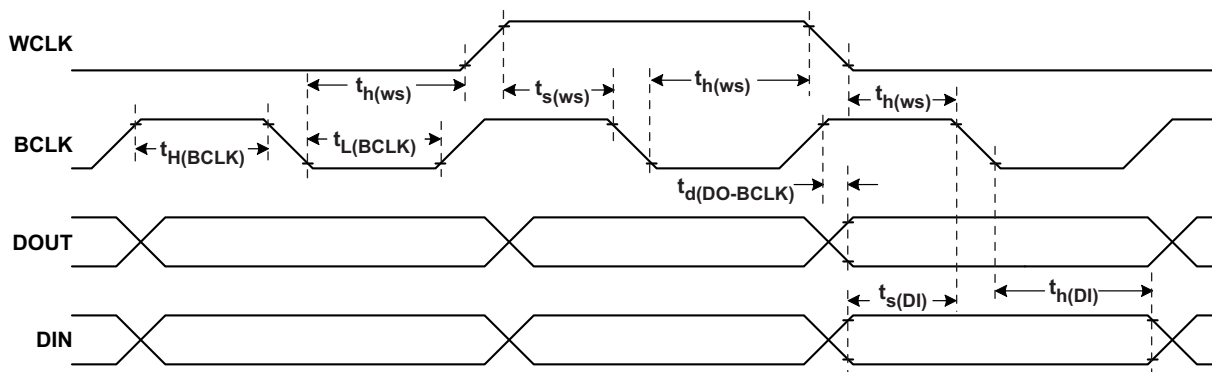 WCLK
t_h(ws)
t_s(ws)
t_h(ws)
t_h(ws)
BCLK
t_H(BCLK)
t_L(BCLK)
t_d(DO-BCLK)
DOUT
t_s(DI)
t_h(DI)
DIN